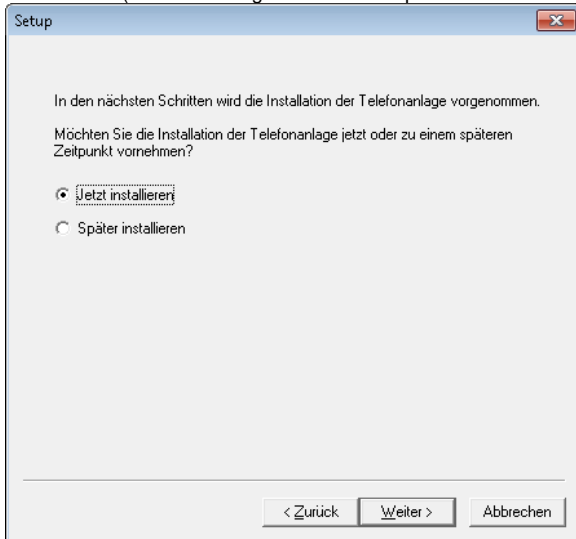 Setup
In den nächsten Schritten wird die Installation der Telefonanlage vorgenommen.
Möchten Sie die Installation der Telefonanlage jetzt oder zu einem späteren
Zeitpunkt vornehmen?
Jetzt installieren
Später installieren
< Zurück Weiter > Abbrechen